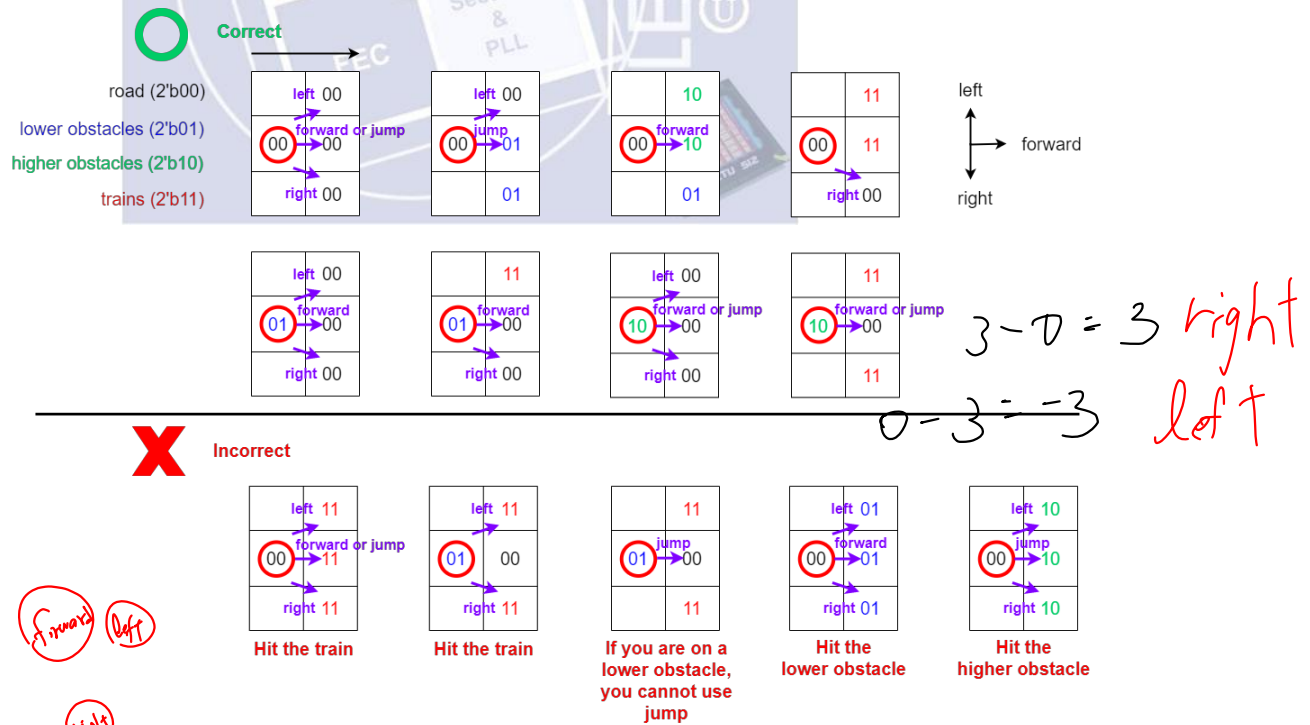 Sec
&
PLL
FEC
U
Correct
road (2'b00)
lower obstacles (2'b01)
higher obstacles (2'b10)
trains (2'b11)
left 00
00 forward or jump 00
right 00
left 00
00 jump 01
01
10
00 forward 10
01
11
00 11
right 00
left
forward
right
left 00
01 forward 00
right 00
11
01 forward 00
right 00
left 00
10 forward or jump 00
right 00
11
10 forward or jump 00
11
3 - 0 = 3 right
0 - 3 = -3 left
Incorrect
left 11
00 forward or jump 11
right 11
Hit the train
left 11
01 00
right 11
Hit the train
11
01 jump 00
11
If you are on a
lower obstacle,
you cannot use
jump
left 01
00 forward 01
right 01
Hit the
lower obstacle
left 10
00 jump 10
right 10
Hit the
higher obstacle
forward left